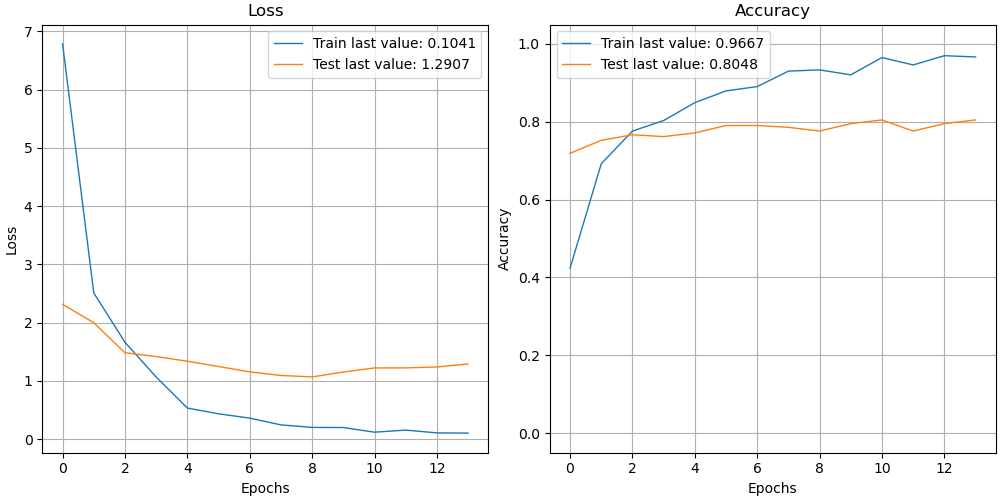 Loss
7
6
5
4
3
2
1
0
Loss
0 2 4 6 8 10 12
Epochs
Train last value: 0.1041
Test last value: 1.2907
Accuracy
1.0
0.8
0.6
0.4
0.2
0.0
Accuracy
0 2 4 6 8 10 12
Epochs
Train last value: 0.9667
Test last value: 0.8048